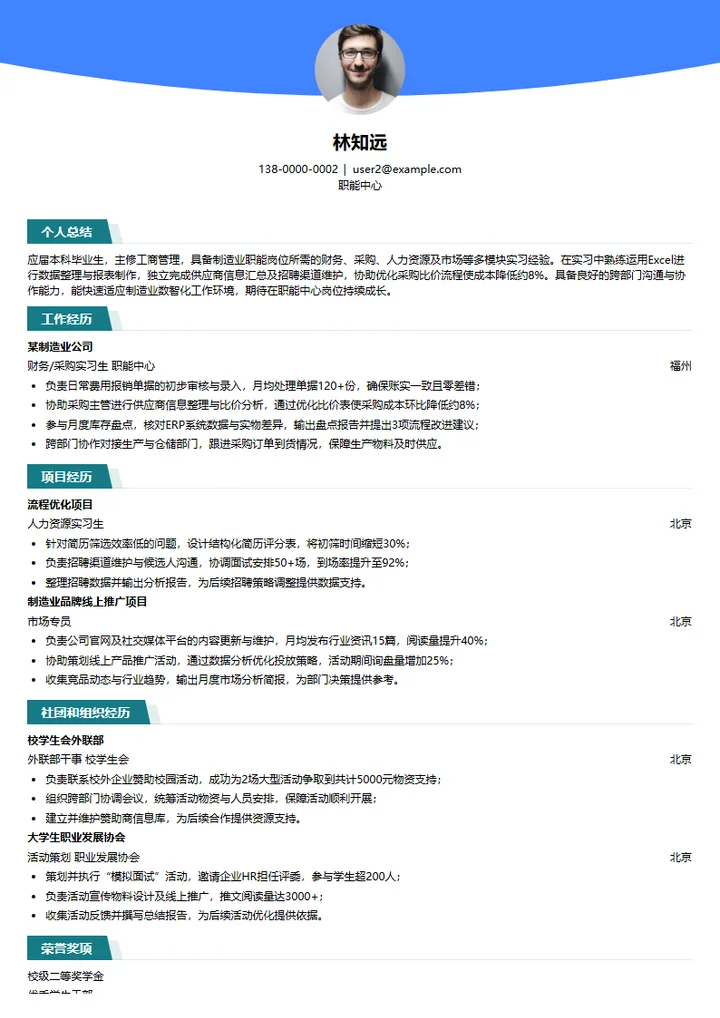 林知远
138-0000-0002 | user2@example.com
职能中心
个人总结
应届本科毕业生，主修工商管理，具备制造业职能岗位所需的财务、采购、人力资源及市场等多模块实习经验。在实习中熟练运用Excel进
行数据整理与报表制作，独立完成供应商信息汇总及招聘渠道维护，协助优化采购比价流程使成本降低约8%。具备良好的跨部门沟通与协
作能力，能快速适应制造业数智化工作环境，期待在职能中心岗位持续成长。
工作经历
某制造业公司
财务/采购实习生 职能中心 福州
• 负责日常费用报销单据的初步审核与录入，月均处理单据120+份，确保账实一致且零差错；
• 协助采购主管进行供应商信息整理与比价分析，通过优化比价表使采购成本环比降低约8%；
• 参与月度库存盘点，核对ERP系统数据与实物差异，输出盘点报告并提出3项流程改进建议；
• 跨部门协作对接生产与仓储部门，跟进采购订单到货情况，保障生产物料及时供应。
项目经历
流程优化项目
人力资源实习生 北京
• 针对简历筛选效率低的问题，设计结构化简历评分表，将初筛时间缩短30%；
• 负责招聘渠道维护与候选人沟通，协调面试安排50+场，到场率提升至92%；
• 整理招聘数据并输出分析报告，为后续招聘策略调整提供数据支持。
制造业品牌线上推广项目
市场专员 北京
• 负责公司官网及社交媒体平台的内容更新与维护，月均发布行业资讯15篇，阅读量提升40%；
• 协助策划线上产品推广活动，通过数据分析优化投放策略，活动期间询盘量增加25%；
• 收集竞品动态与行业趋势，输出月度市场分析简报，为部门决策提供参考。
社团和组织经历
校学生会外联部
外联部干事 校学生会 北京
• 负责联系校外企业赞助校园活动，成功为2场大型活动争取到共计5000元物资支持；
• 组织跨部门协调会议，统筹活动物资与人员安排，保障活动顺利开展；
• 建立并维护赞助商信息库，为后续合作提供资源支持。
大学生职业发展协会
活动策划 职业发展协会 北京
• 策划并执行“模拟面试”活动，邀请企业HR担任评委，参与学生超200人；
• 负责活动宣传物料设计及线上推广，推文阅读量达3000+；
• 收集活动反馈并撰写总结报告，为后续活动优化提供依据。
荣誉奖项
校级二等奖学金